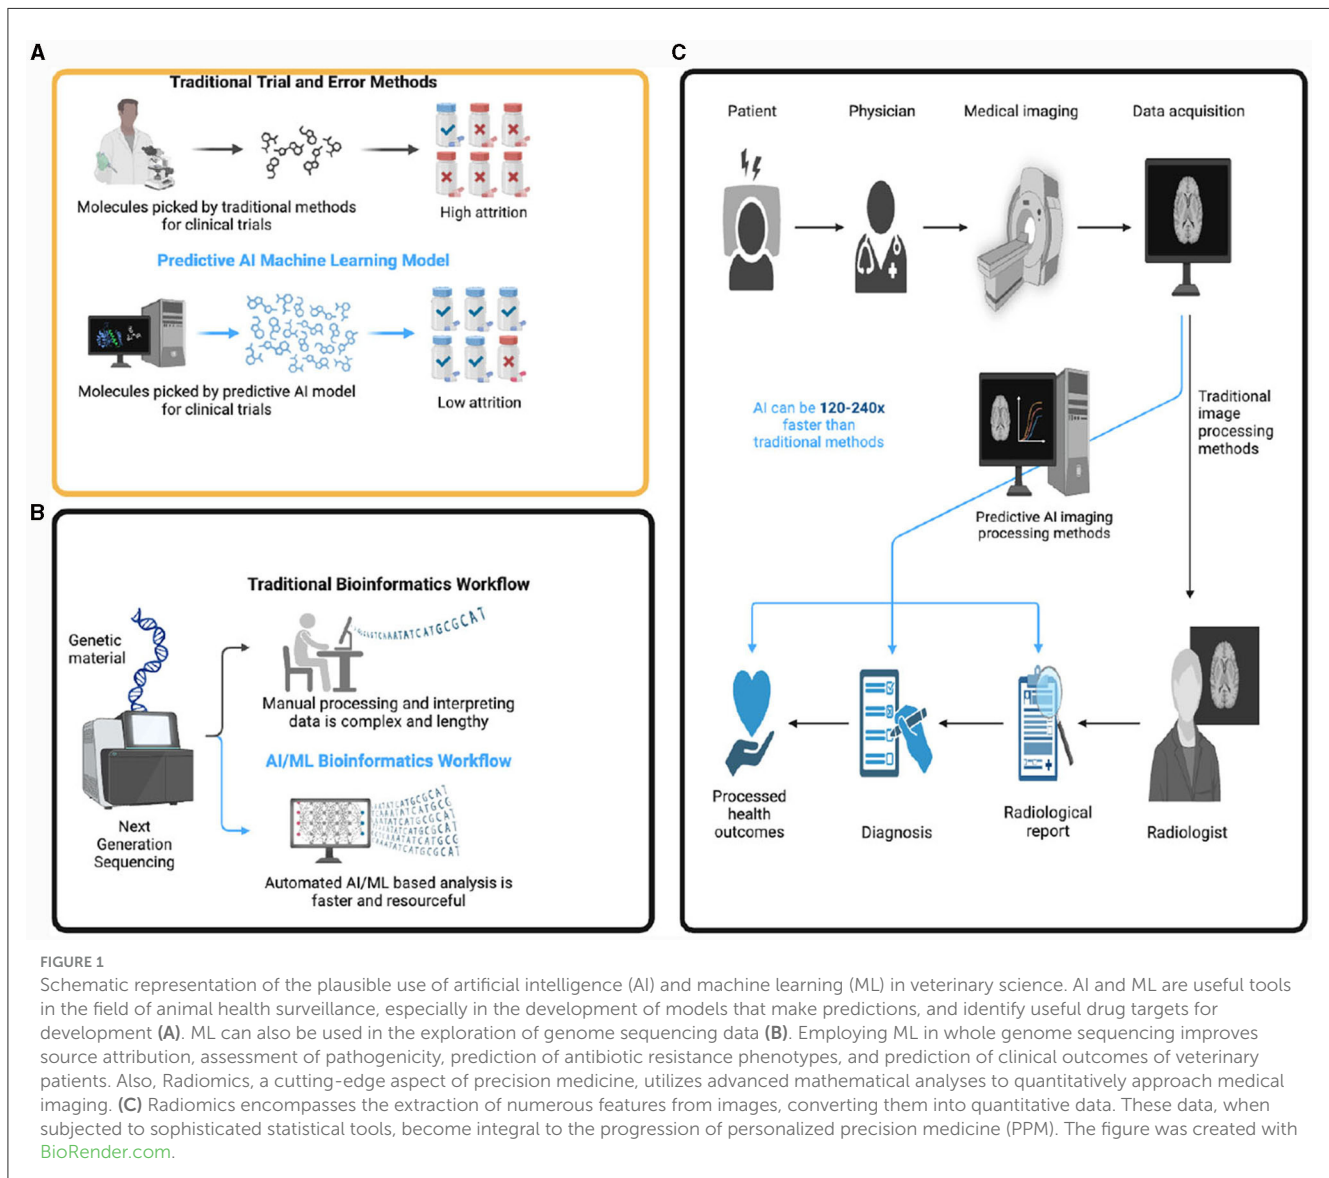 A
Traditional Trial and Error Methods
Molecules picked by traditional methods
for clinical trials
High attrition
Predictive AI Machine Learning Model
Molecules picked by predictive AI model
for clinical trials
Low attrition
B
Traditional Bioinformatics Workflow
Genetic
material
Manual processing and interpreting
data is complex and lengthy
AI/ML Bioinformatics Workflow
Next
Generation
Sequencing
Automated AI/ML based analysis is
faster and resourceful
C
Patient
Physician
Medical imaging
Data acquisition
AI can be 120-240x
faster than
traditional methods
Traditional
image
processing
methods
Predictive AI imaging
processing methods
Processed
health
outcomes
Diagnosis
Radiological
report
Radiologist
FIGURE 1
Schematic representation of the plausible use of artificial intelligence (AI) and machine learning (ML) in veterinary science. AI and ML are useful tools
in the field of animal health surveillance, especially in the development of models that make predictions, and identify useful drug targets for
development (A). ML can also be used in the exploration of genome sequencing data (B). Employing ML in whole genome sequencing improves
source attribution, assessment of pathogenicity, prediction of antibiotic resistance phenotypes, and prediction of clinical outcomes of veterinary
patients. Also, Radiomics, a cutting-edge aspect of precision medicine, utilizes advanced mathematical analyses to quantitatively approach medical
imaging. (C) Radiomics encompasses the extraction of numerous features from images, converting them into quantitative data. These data, when
subjected to sophisticated statistical tools, become integral to the progression of personalized precision medicine (PPM). The figure was created with
BioRender.com.